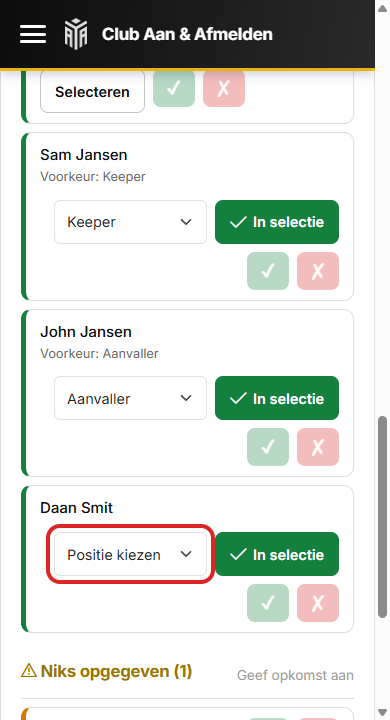 Club Aan & Afmelden
Selecteren
Sam Jansen
Voorkeur: Keeper
Keeper
In selectie
John Jansen
Voorkeur: Aanvaller
Aanvaller
In selectie
Daan Smit
Positie kiezen
In selectie
Niks opgegeven (1)
Geef opkomst aan